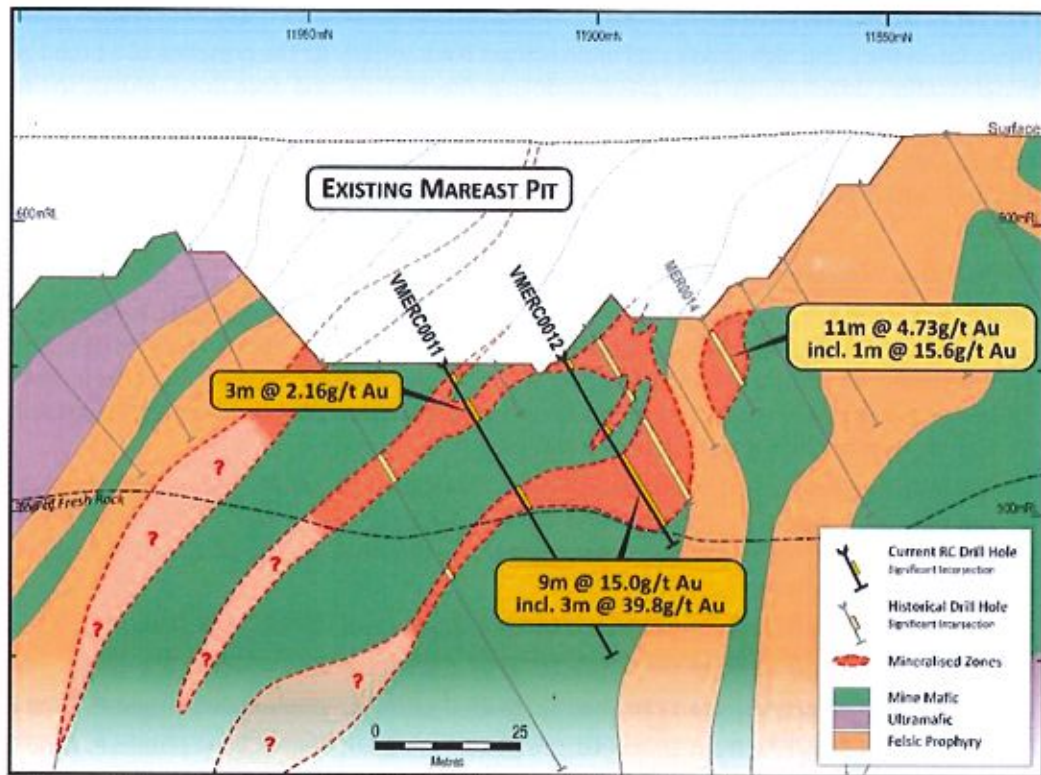 11950mN
11900mN
11850mN
Surface
EXISTING MAREAST PIT
600mRL
600mRL
VMERC0011
VMERC0012
MER0014
11m @ 4.73g/t Au
incl. 1m @ 15.6g/t Au
3m @ 2.16g/t Au
?
?
of Fresh Rock
500mRL
?
?
9m @ 15.0g/t Au
incl. 3m @ 39.8g/t Au
?
?
?
?
0
25
Metres
Current RC Drill Hole
Significant Intersection
Historical Drill Hole
Significant Intersection
Mineralised Zones
Mine Mafic
Ultramafic
Felsic Prophyry